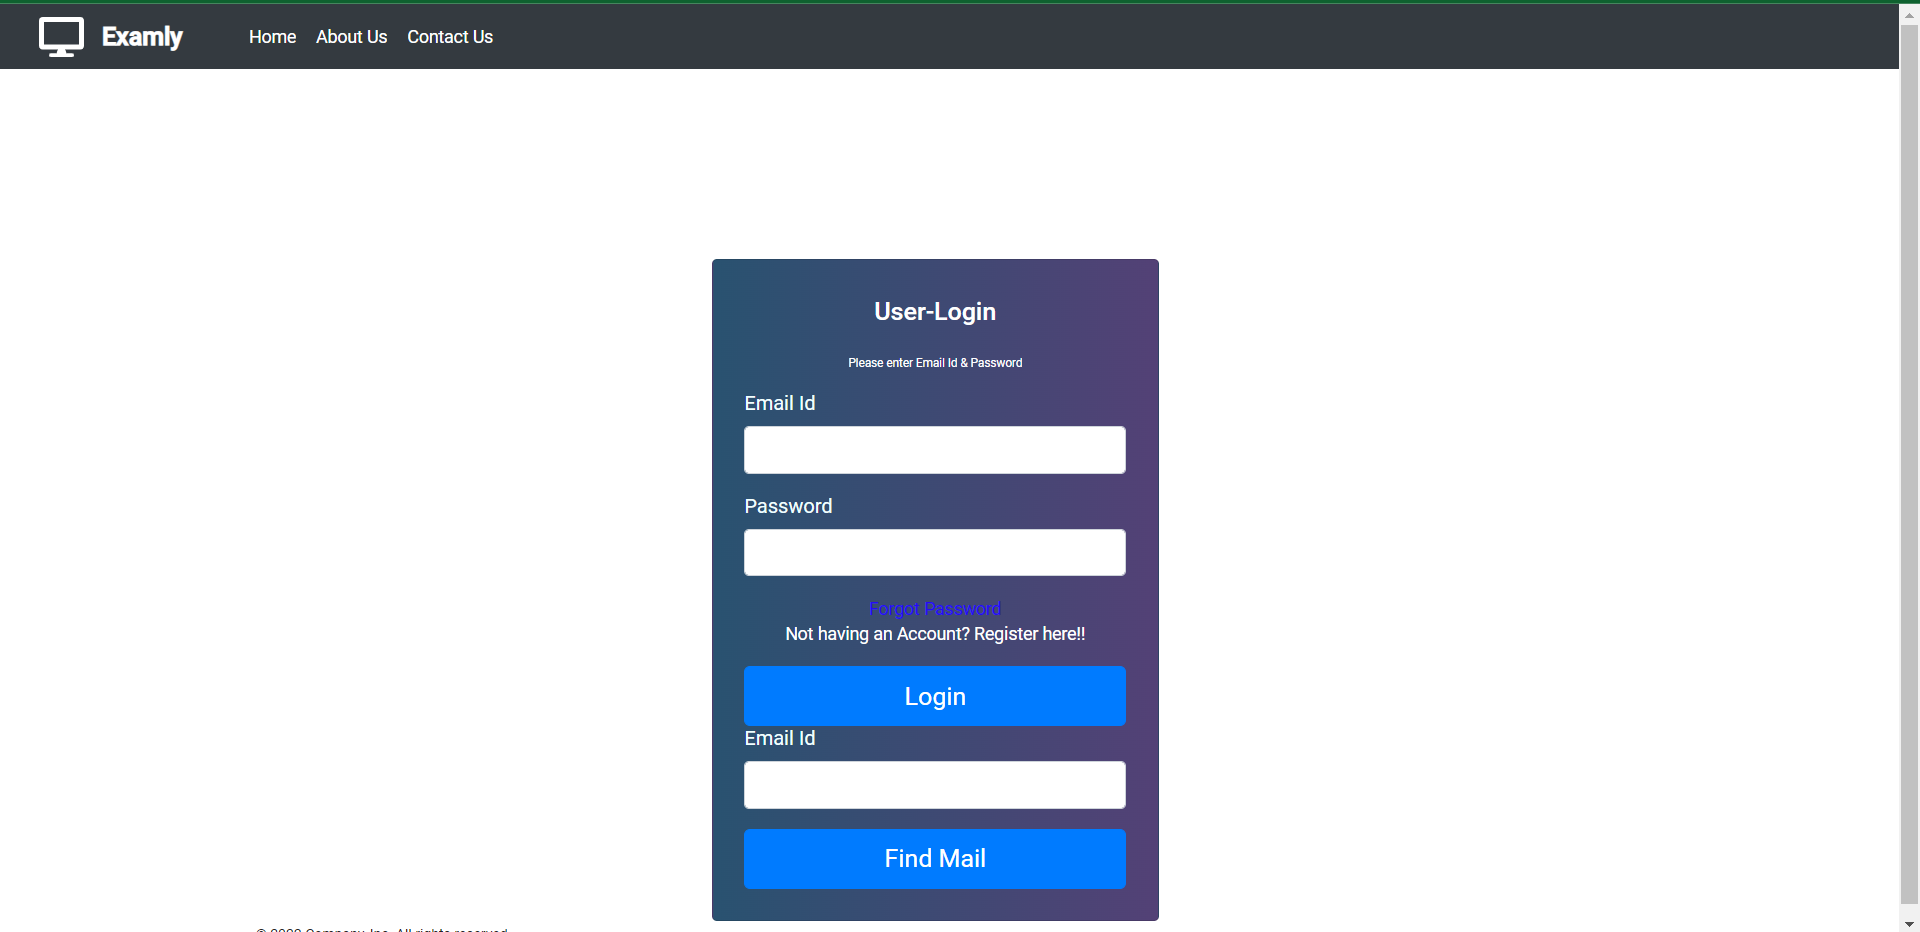 Examly Home About Us Contact Us
User-Login
Please enter Email Id & Password
Email Id
Password
Forgot Password
Not having an Account? Register here!!
Login
Email Id
Find Mail